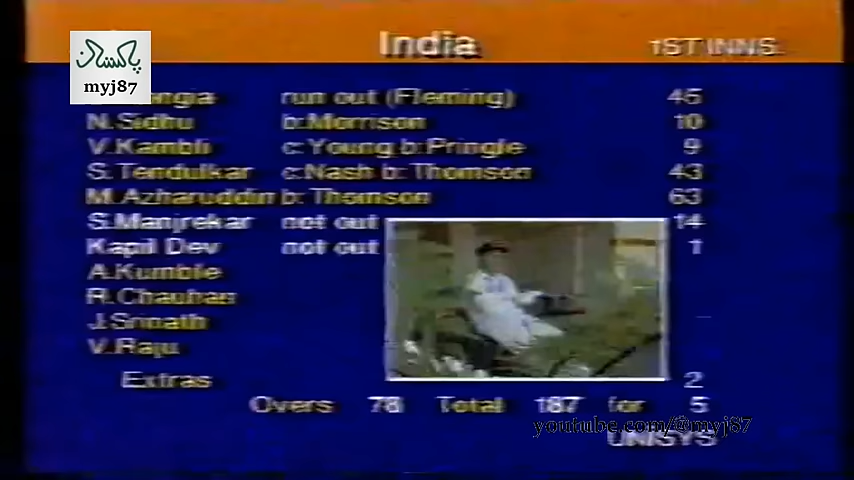 India 1ST INNS.
پاکستان
myj87
ngia run out (Fleming) 45
N.Sidhu b:Morrison 10
V.Kambli c:Young b:Pringle 9
S.Tendulkar c:Nash b:Thomson 43
M.Azharuddin b: Thomson 63
S.Manjrekar not out 14
Kapil Dev not out 1
A.Kumble
R.Chauhan
J.Srinath
V.Raju
Extras 2
Overs 78 Total 187 for 5
youtube.com/@myj87
UNISYS